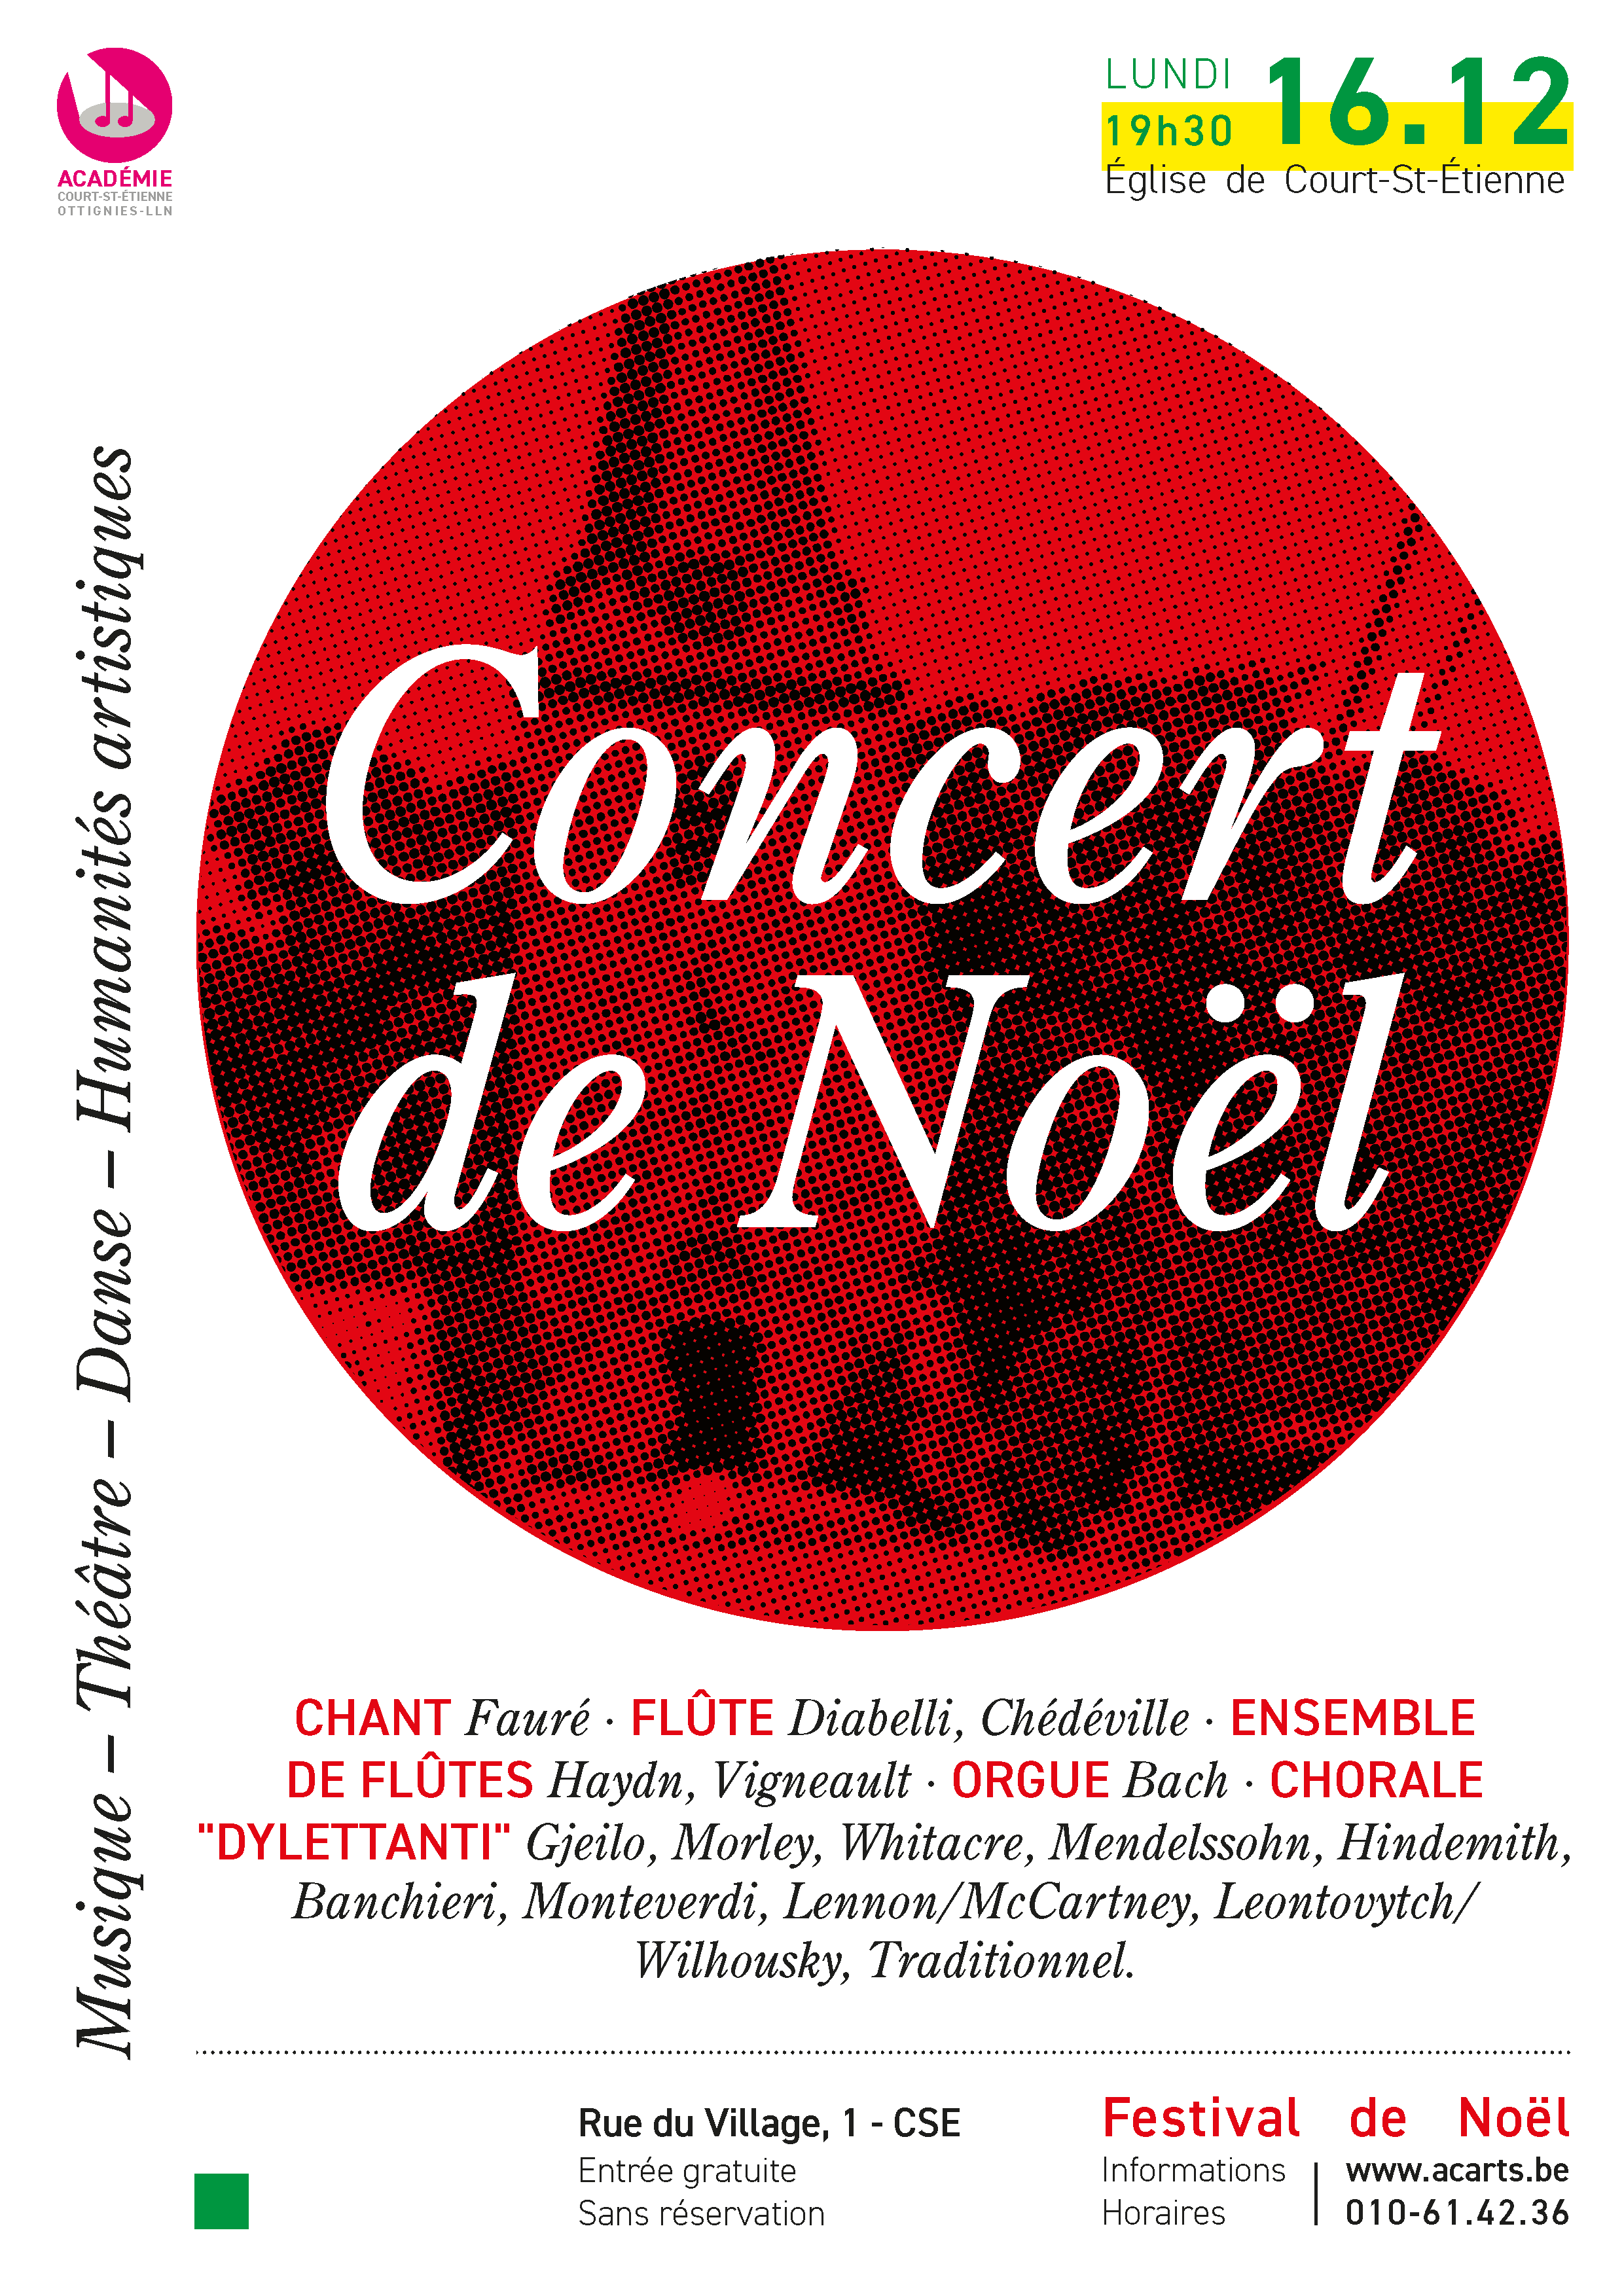 ACADÉMIE
COURT-ST-ÉTIENNE
OTTIGNIES-LLN
LUNDI
19h30
16.12
Église de Court-St-Étienne
Musique – Théâtre – Danse – Humanités artistiques
Concert
de Noël
CHANT Fauré · FLÛTE Diabelli, Chédéville · ENSEMBLE
DE FLÛTES Haydn, Vigneault · ORGUE Bach · CHORALE
"DYLETTANTI" Gjeilo, Morley, Whitacre, Mendelssohn, Hindemith,
Banchieri, Monteverdi, Lennon/McCartney, Leontovytch/
Wilhousky, Traditionnel.
Rue du Village, 1 - CSE
Entrée gratuite
Sans réservation
Festival de Noël
Informations
Horaires
www.acarts.be
010-61.42.36